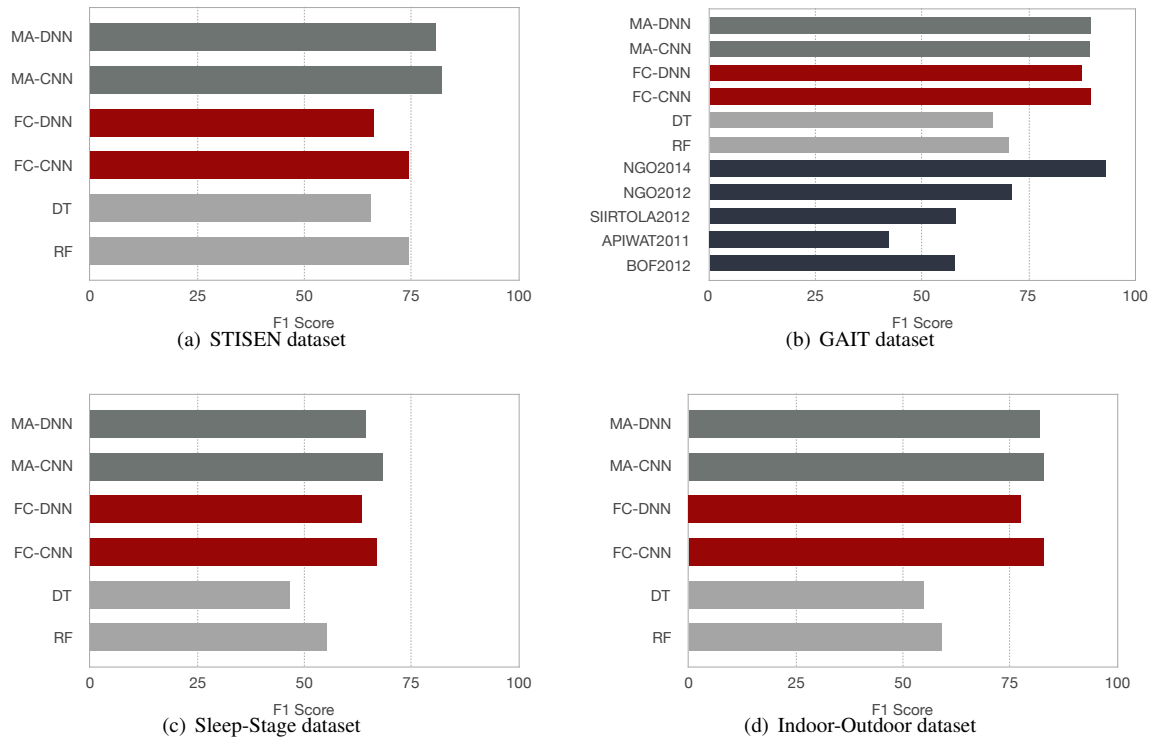 MA-DNN
MA-CNN
FC-DNN
FC-CNN
DT
RF
0 25 50 75 100
F1 Score
(a) STISEN dataset
MA-DNN
MA-CNN
FC-DNN
FC-CNN
DT
RF
NGO2014
NGO2012
SIIRTOLA2012
APIWAT2011
BOF2012
0 25 50 75 100
F1 Score
(b) GAIT dataset
MA-DNN
MA-CNN
FC-DNN
FC-CNN
DT
RF
0 25 50 75 100
F1 Score
(c) Sleep-Stage dataset
MA-DNN
MA-CNN
FC-DNN
FC-CNN
DT
RF
0 25 50 75 100
F1 Score
(d) Indoor-Outdoor dataset